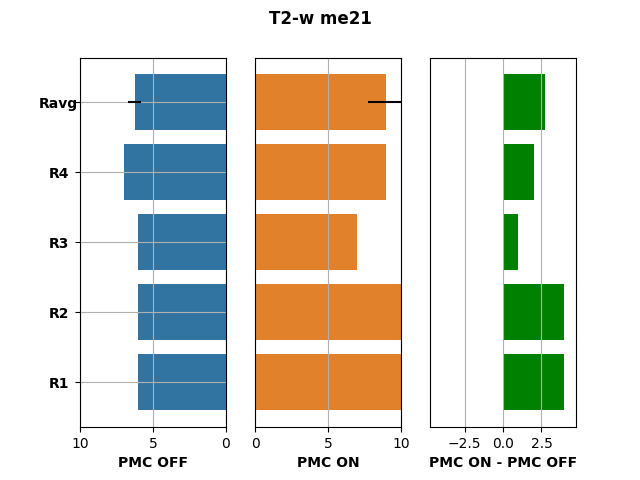 T2-w me21
Ravg
R4
R3
R2
R1
10 5 0
0 5 10
−2.5 0.0 2.5
PMC OFF
PMC ON
PMC ON - PMC OFF